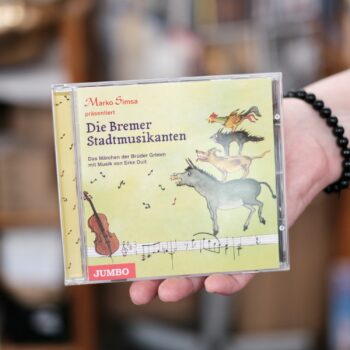 Marko Simsa
präsentiert
Die Bremer
Stadtmusikanten
Das Märchen der Brüder Grimm
mit Musik von Erke Duit
JUMBO